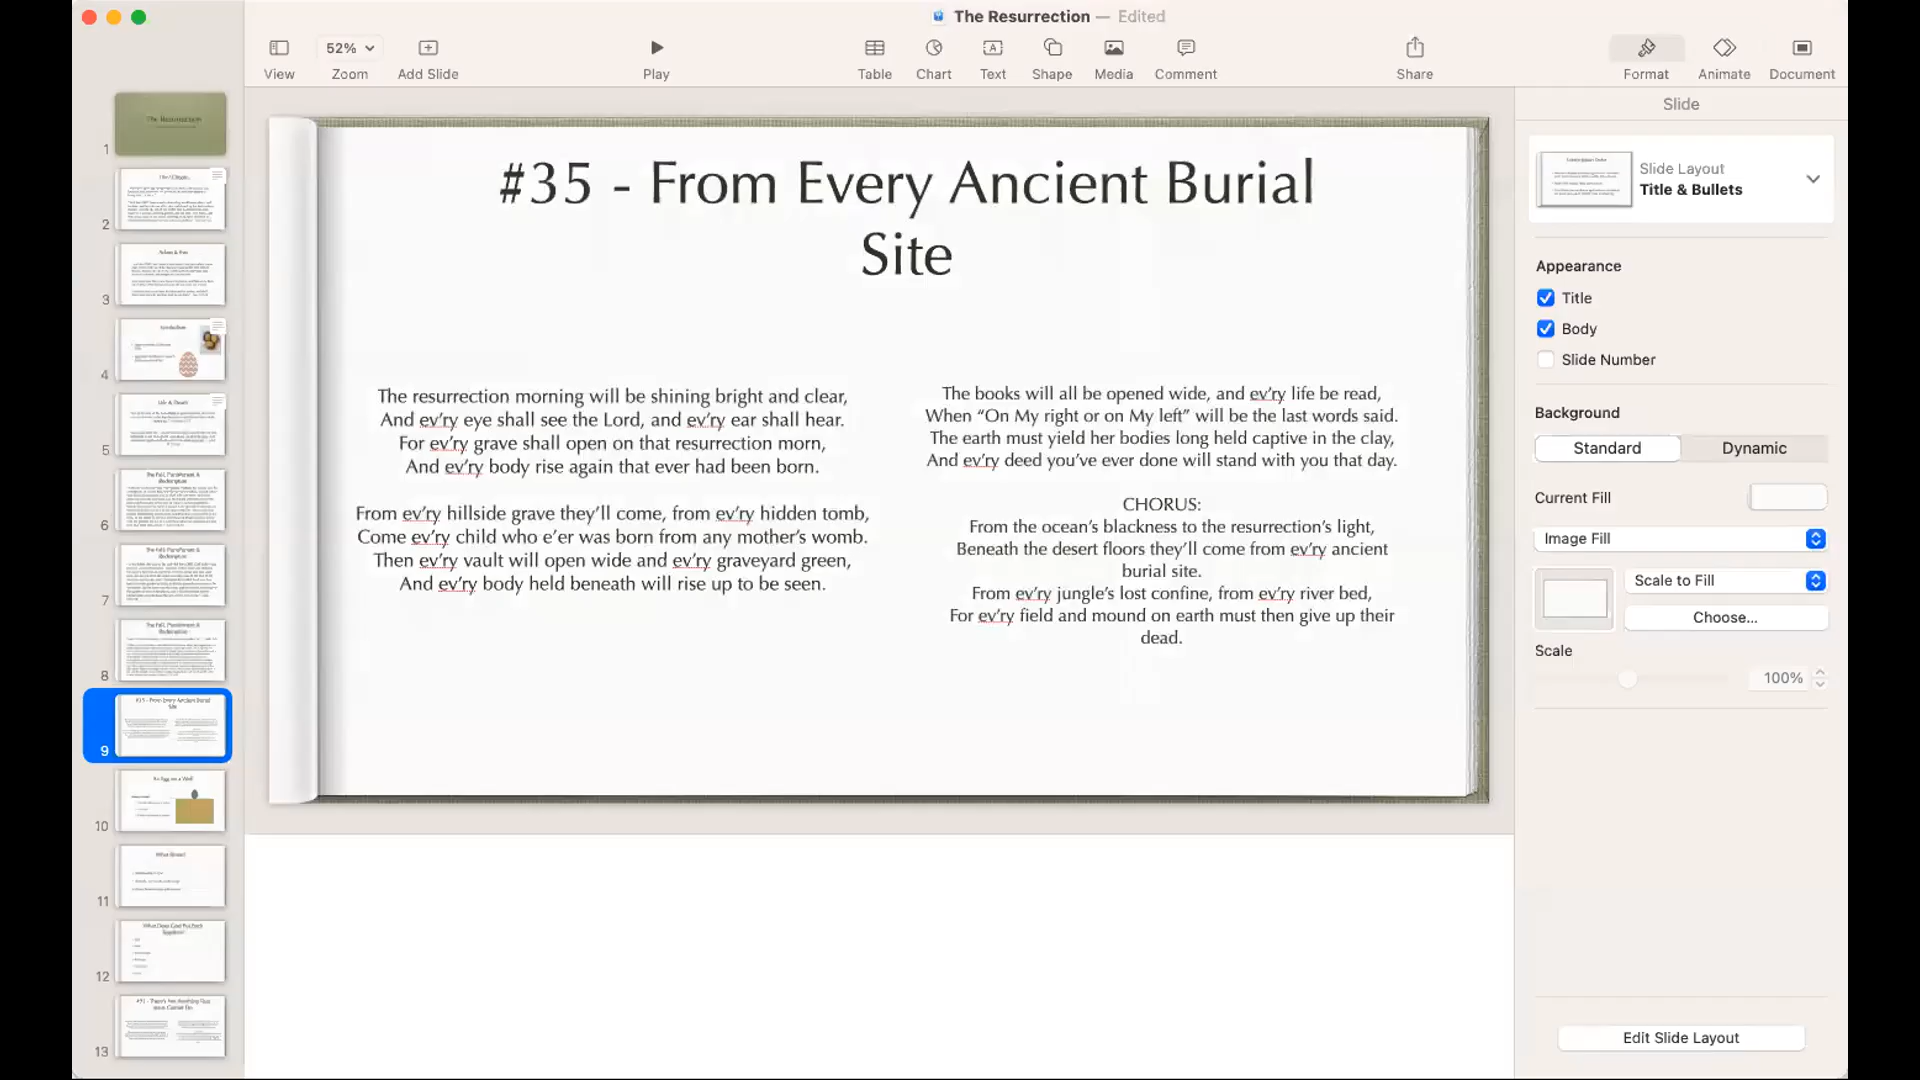 The Resurrection — Edited
52%
View
Zoom
Add Slide
Play
Table
Chart
Text
Shape
Media
Comment
Share
Format
Animate
Document
1
2
3
4
5
6
7
8
9
10
11
12
13
#35 - From Every Ancient Burial
Site
The resurrection morning will be shining bright and clear,
And ev’ry eye shall see the Lord, and ev’ry ear shall hear.
For ev’ry grave shall open on that resurrection morn,
And ev’ry body rise again that ever had been born.
From ev’ry hillside grave they’ll come, from ev’ry hidden tomb,
Come ev’ry child who e’er was born from any mother’s womb.
Then ev’ry vault will open wide and ev’ry graveyard green,
And ev’ry body held beneath will rise up to be seen.
The books will all be opened wide, and ev’ry life be read,
When “On My right or on My left” will be the last words said.
The earth must yield her bodies long held captive in the clay,
And ev’ry deed you’ve ever done will stand with you that day.
CHORUS:
From the ocean’s blackness to the resurrection’s light,
Beneath the desert floors they’ll come from ev’ry ancient
burial site.
From ev’ry jungle’s lost confine, from ev’ry river bed,
For ev’ry field and mound on earth must then give up their
dead.
Slide
Slide Layout
Title & Bullets
Appearance
Title
Body
Slide Number
Background
Standard
Dynamic
Current Fill
Image Fill
Scale to Fill
Choose...
Scale
100%
Edit Slide Layout